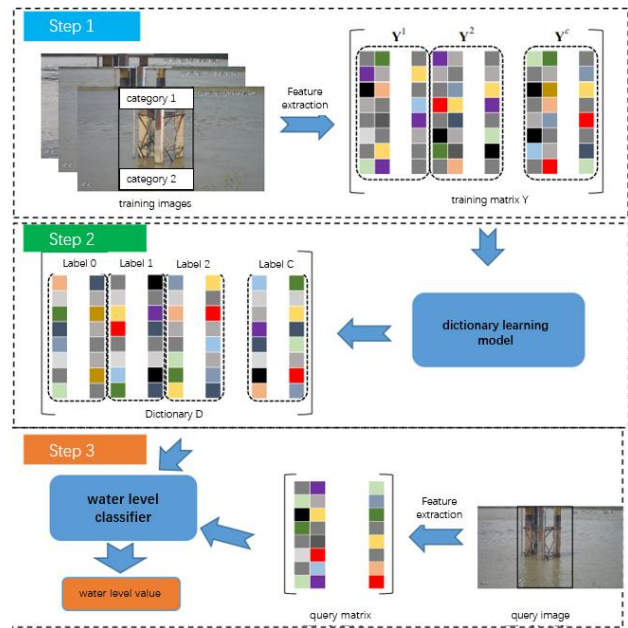 Step 1
Y¹ Y² Yᶜ
category 1
Feature
extraction
category 2
training images
training matrix Y
Step 2
Label 0 Label 1 Label 2 Label C
dictionary learning
model
Dictionary D
Step 3
water level
classifier
Feature
extraction
water level value
query matrix
query image